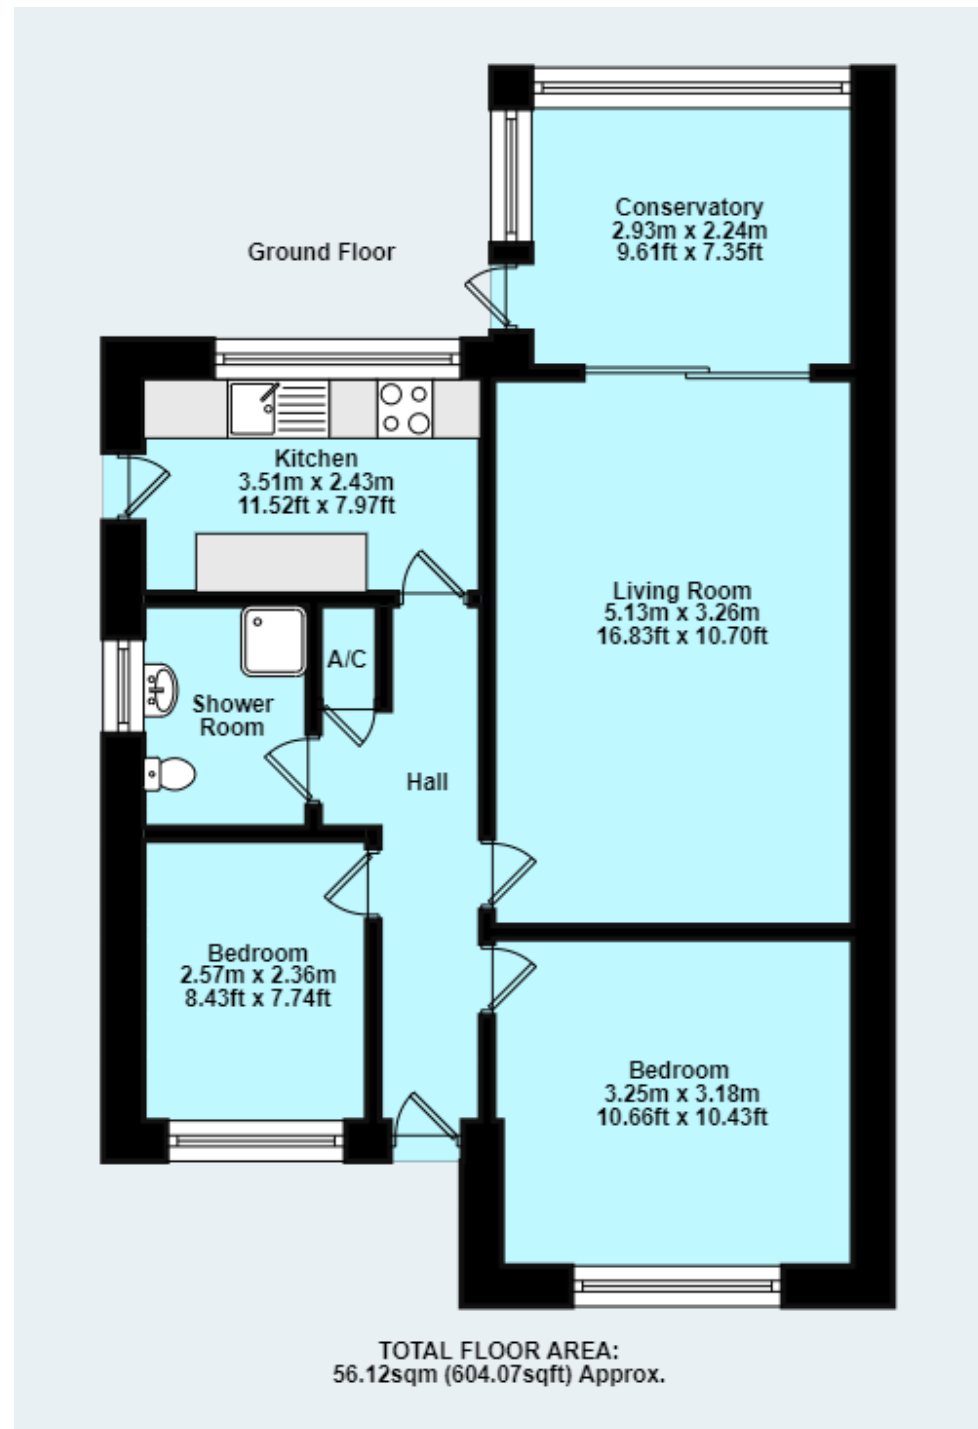 Conservatory
2.93m x 2.24m
9.61ft x 7.35ft
Ground Floor
Kitchen
3.51m x 2.43m
11.52ft x 7.97ft
Living Room
5.13m x 3.26m
16.83ft x 10.70ft
A/C
Shower
Room
Hall
Bedroom
2.57m x 2.36m
8.43ft x 7.74ft
Bedroom
3.25m x 3.18m
10.66ft x 10.43ft
TOTAL FLOOR AREA:
56.12sqm (604.07sqft) Approx.